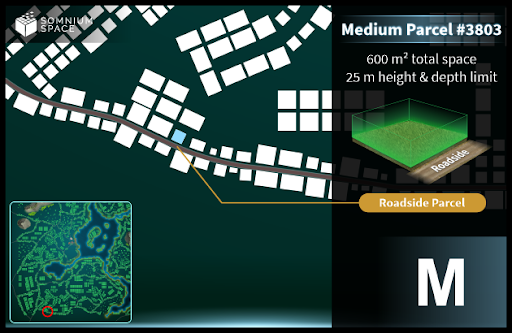 SOMNIUM
SPACE
Medium Parcel #3803
600 m² total space
25 m height & depth limit
Roadside
Roadside Parcel
M